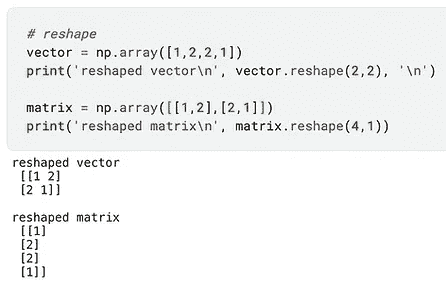 # reshape
vector = np.array([1,2,2,1])
print('reshaped vector\n', vector.reshape(2,2), '\n')
matrix = np.array([[1,2],[2,1]])
print('reshaped matrix\n', matrix.reshape(4,1))
reshaped vector
[[1 2]
[2 1]]
reshaped matrix
[[1]
[2]
[2]
[1]]